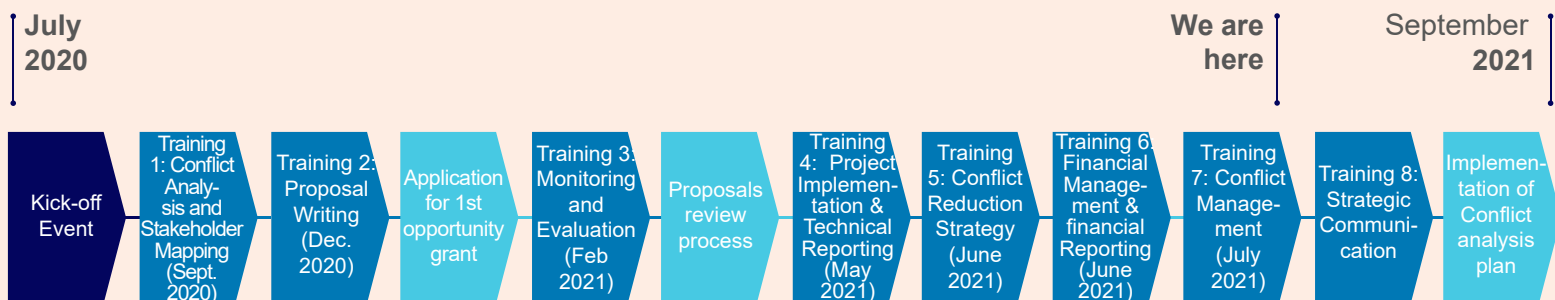 July
2020
We are
here
September
2021
Kick-off
Event
Training
1: Conflict
Analy-
sis and
Stakeholder
Mapping
(Sept.
2020)
Training 2:
Proposal
Writing
(Dec.
2020)
Application
for 1st
opportunity
grant
Training 3:
Monitoring
and
Evaluation
(Feb
2021)
Proposals
review
process
Training
4: Project
Implemen-
tation &
Technical
Reporting
(May
2021)
Training
5: Conflict
Reduction
Strategy
(June
2021)
Training 6:
Financial
Manage-
ment &
financial
Reporting
(June
2021)
Training
7: Conflict
Manage-
ment
(July
2021)
Training 8:
Strategic
Communi-
cation
Implemen-
tation of
Conflict
analysis
plan